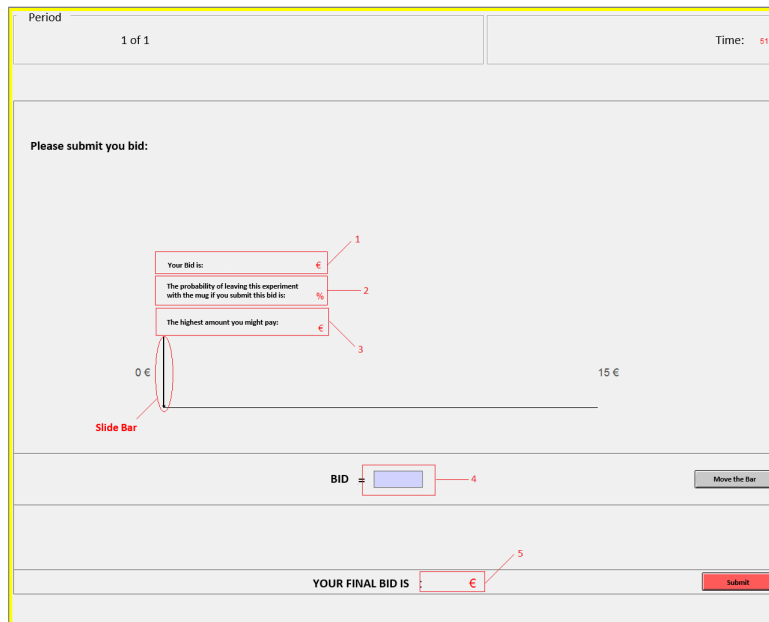 Period
1 of 1
Time: 51
Please submit you bid:
1
Your Bid is: €
The probability of leaving this experiment
with the mug if you submit this bid is: %
2
The highest amount you might pay: €
3
0 €
15 €
Slide Bar
BID =
4
Move the Bar
5
YOUR FINAL BID IS : €
Submit